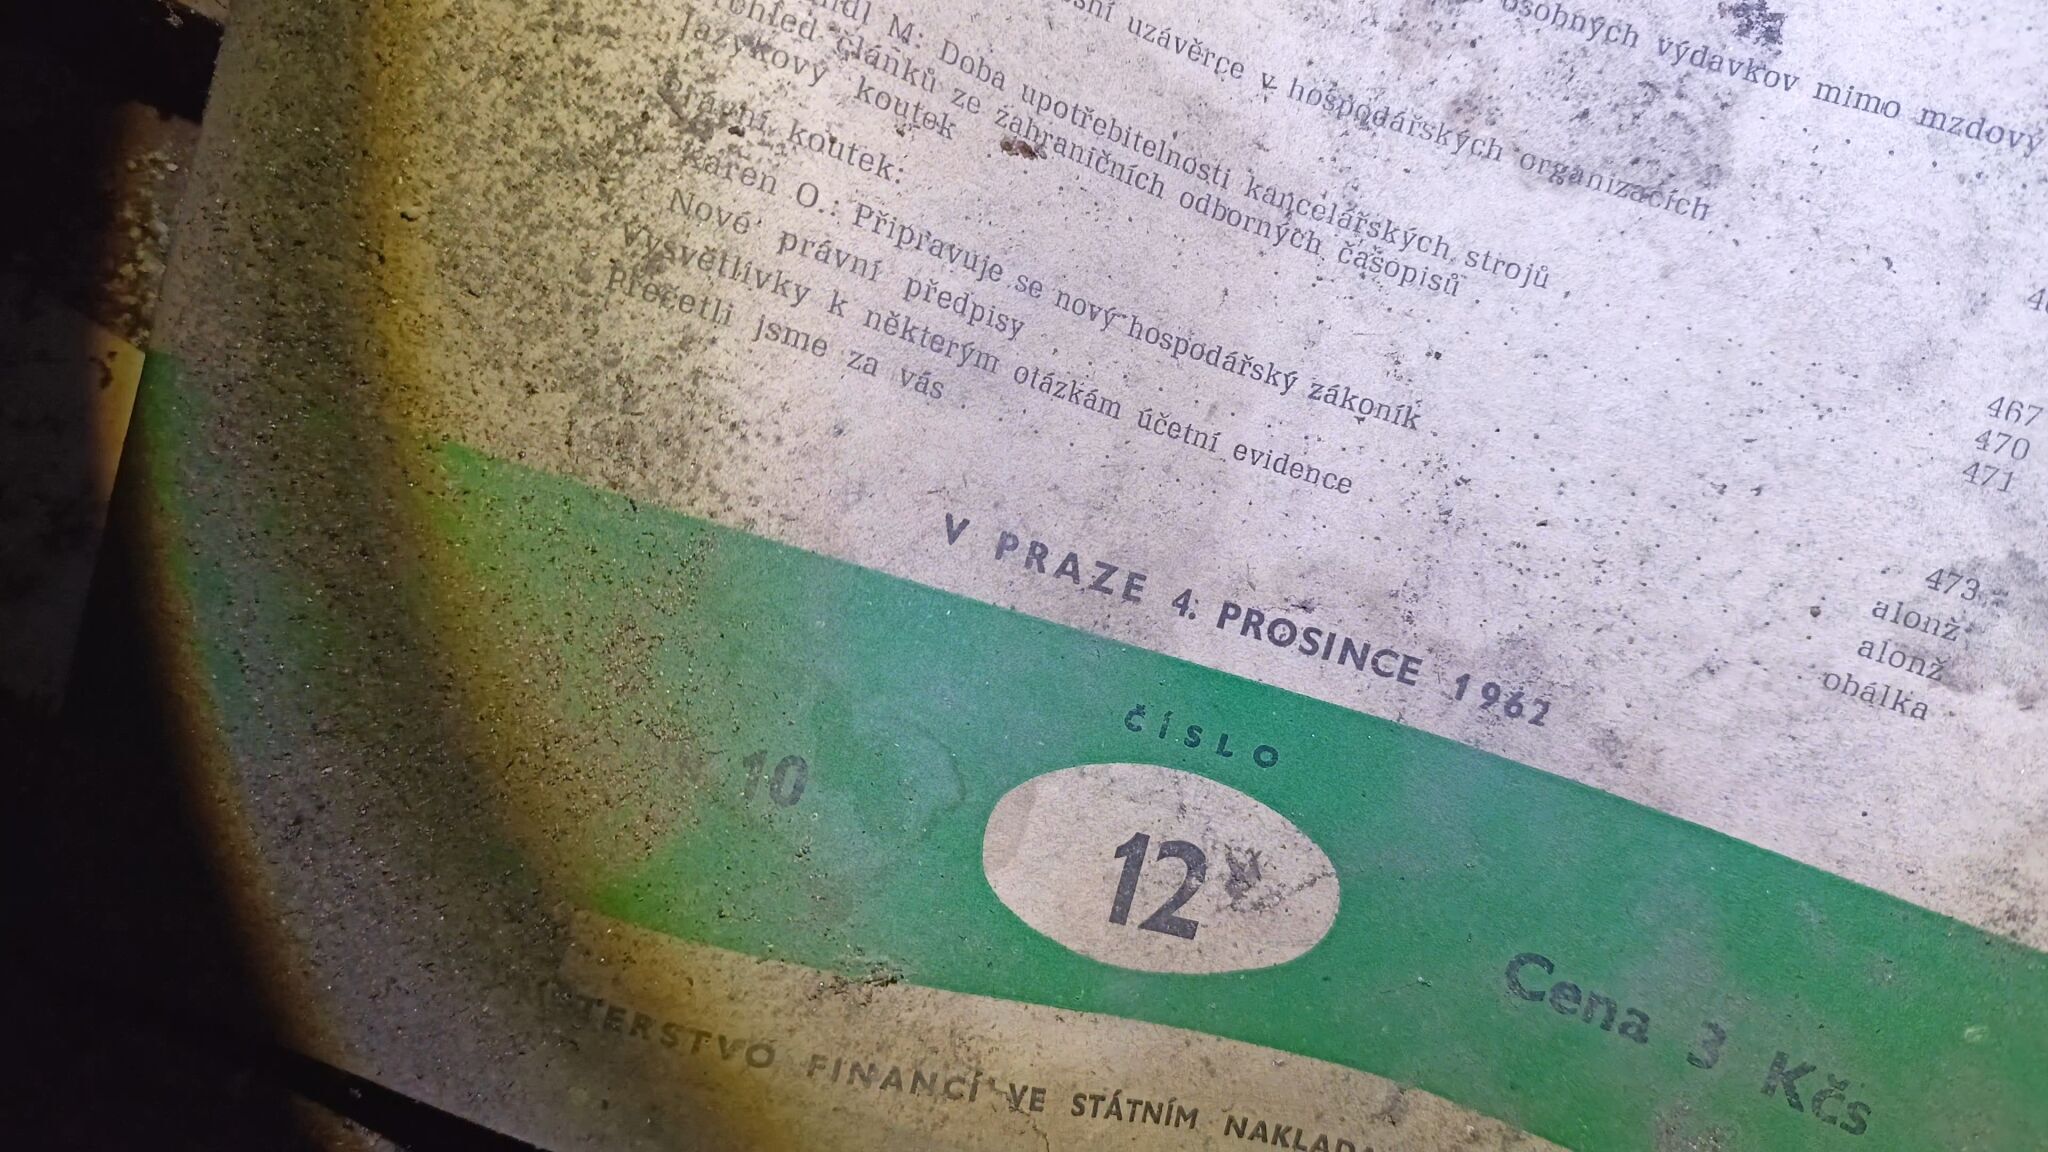 osobných výdavkov mimo mzdový
uzávěrce v hospodářských organizacích
M: Doba upotřebitelnosti kancelářských strojů
článků ze zahraničních odborných časopisů 467
Jazykový koutek 470
Právní koutek: 471
Karen O.: Připravuje se nový hospodářský zákoník
Nové právní předpisy 473
Vysvětlivky k některým otázkám účetní evidence alonž
Přečetli jsme za vás alonž
obálka
V PRAZE 4. PROSINCE 1962
ČÍSLO
10
12
Cena 3 Kčs
FINANCÍ VE STÁTNÍM